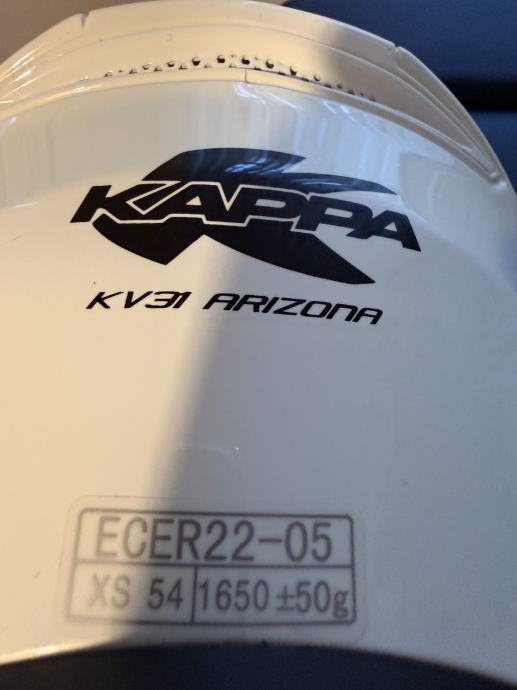 KAPPA
KV31 ARIZONA
ECER22-05
XS 54 1650±50g